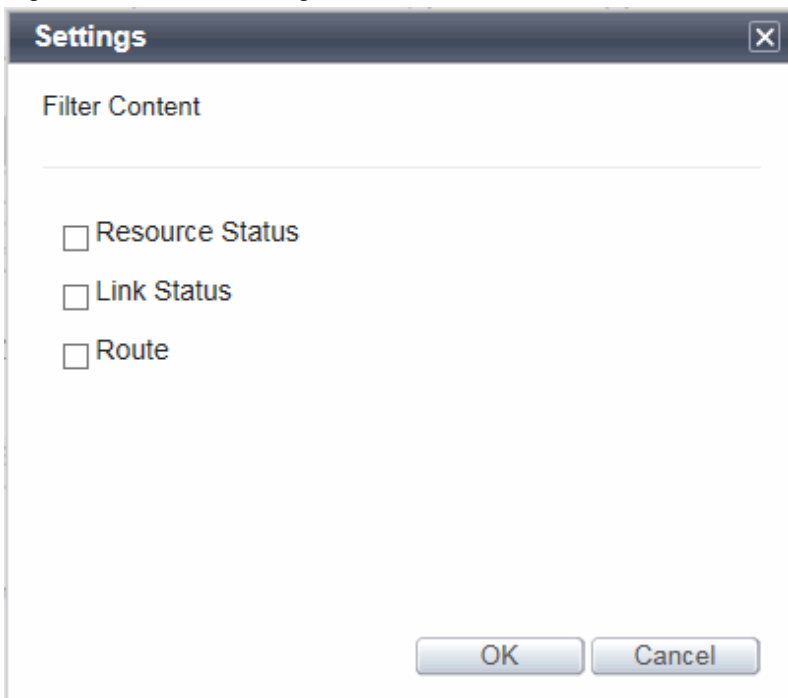 Settings
Filter Content
Resource Status
Link Status
Route
OK Cancel